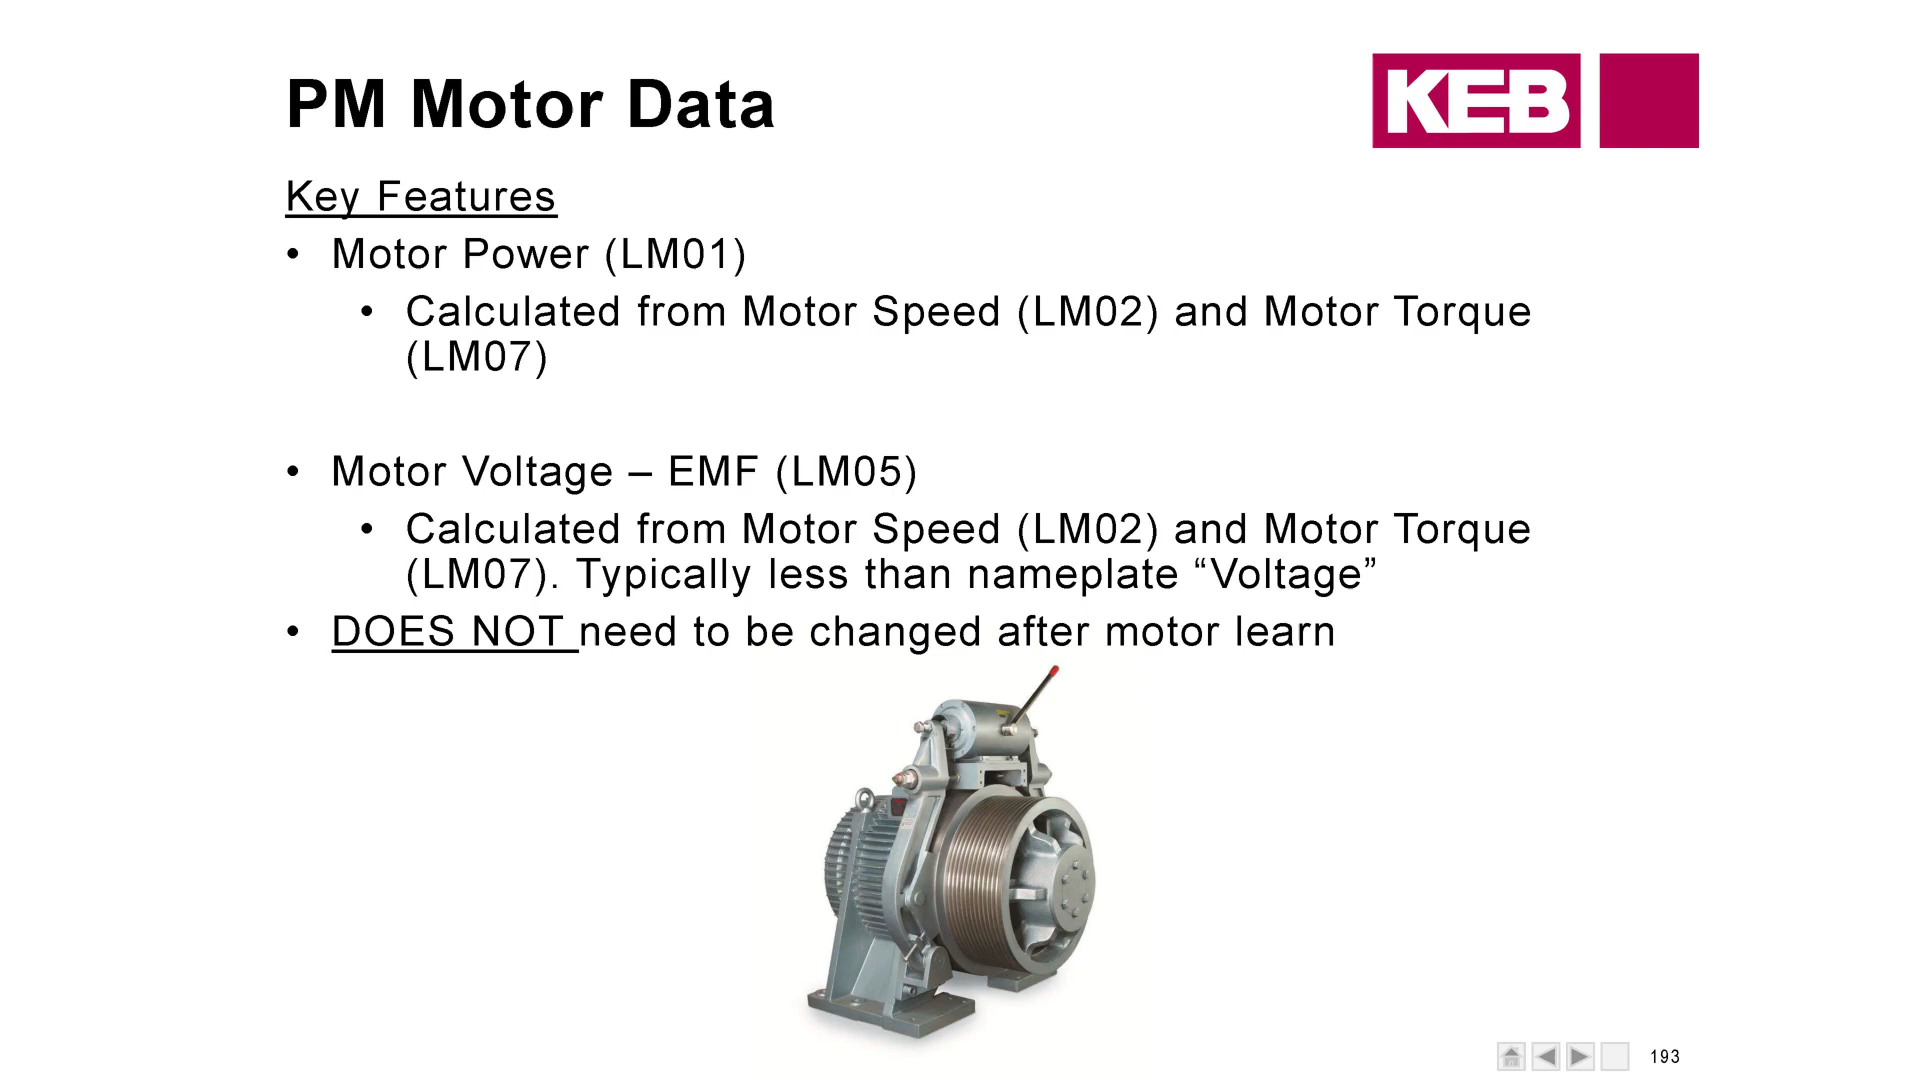 PM Motor Data
KEB
Key Features
• Motor Power (LM01)
• Calculated from Motor Speed (LM02) and Motor Torque
(LM07)
• Motor Voltage – EMF (LM05)
• Calculated from Motor Speed (LM02) and Motor Torque
(LM07). Typically less than nameplate “Voltage”
• DOES NOT need to be changed after motor learn
193